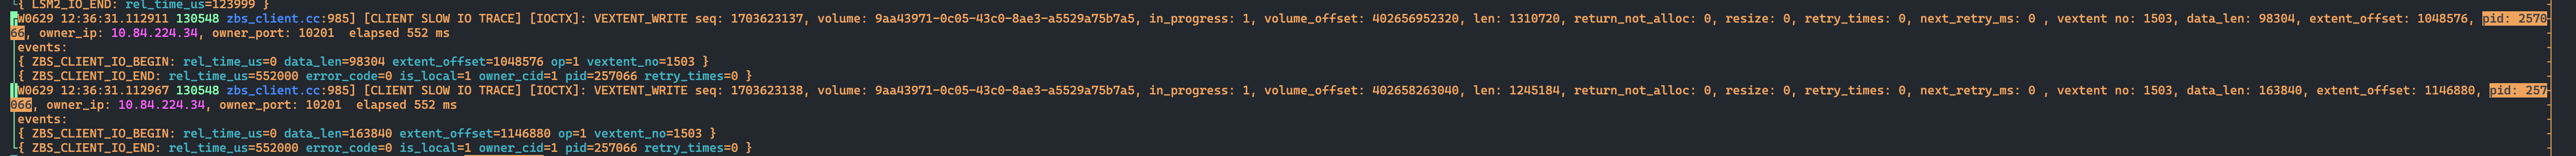 { LSM2_IO_END: rel_time_us=123999 }
W0629 12:36:31.112911 130548 zbs_client.cc:985] [CLIENT SLOW IO TRACE] [IOCTX]: VEXTENT_WRITE seq: 1703623137, volume: 9aa43971-0c05-43c0-8ae3-a5529a75b7a5, in_progress: 1, volume_offset: 402656952320, len: 1310720, return_not_alloc: 0, resize: 0, retry_times: 0, next_retry_ms: 0 , vextent no: 1503, data_len: 98304, extent_offset: 1048576, pid: 2570
66, owner_ip: 10.84.224.34, owner_port: 10201  elapsed 552 ms
events:
{ ZBS_CLIENT_IO_BEGIN: rel_time_us=0 data_len=98304 extent_offset=1048576 op=1 vextent_no=1503 }
{ ZBS_CLIENT_IO_END: rel_time_us=552000 error_code=0 is_local=1 owner_cid=1 pid=257066 retry_times=0 }
W0629 12:36:31.112967 130548 zbs_client.cc:985] [CLIENT SLOW IO TRACE] [IOCTX]: VEXTENT_WRITE seq: 1703623138, volume: 9aa43971-0c05-43c0-8ae3-a5529a75b7a5, in_progress: 1, volume_offset: 402658263040, len: 1245184, return_not_alloc: 0, resize: 0, retry_times: 0, next_retry_ms: 0 , vextent no: 1503, data_len: 163840, extent_offset: 1146880, pid: 257
066, owner_ip: 10.84.224.34, owner_port: 10201  elapsed 552 ms
events:
{ ZBS_CLIENT_IO_BEGIN: rel_time_us=0 data_len=163840 extent_offset=1146880 op=1 vextent_no=1503 }
{ ZBS_CLIENT_IO_END: rel_time_us=552000 error_code=0 is_local=1 owner_cid=1 pid=257066 retry_times=0 }